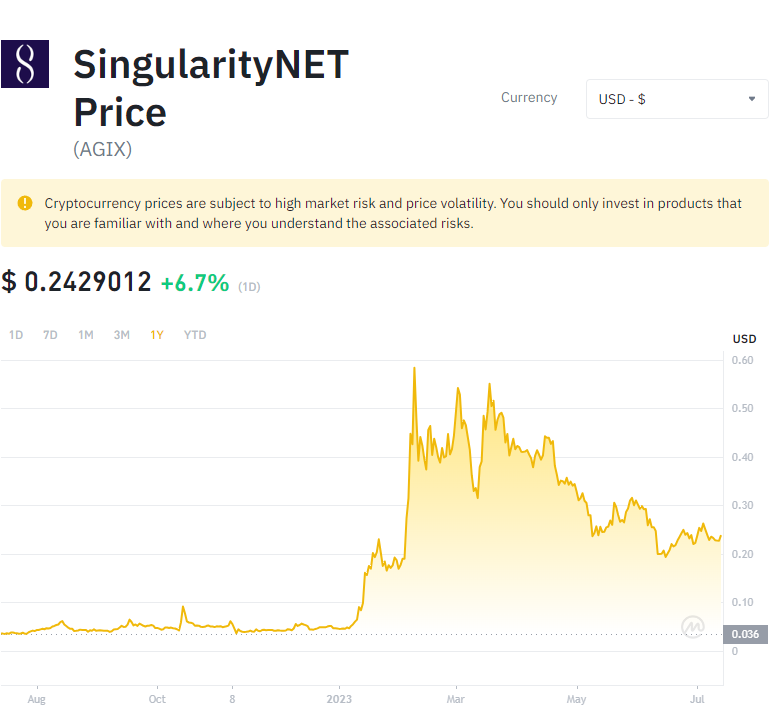 SingularityNET
Price
(AGIX)
Currency
USD - $
Cryptocurrency prices are subject to high market risk and price volatility. You should only invest in products that
you are familiar with and where you understand the associated risks.
$ 0.2429012 +6.7% (1D)
1D 7D 1M 3M 1Y YTD
USD
0.60
0.50
0.40
0.30
0.20
0.10
0.036
0
Aug Oct 8 2023 Mar May Jul